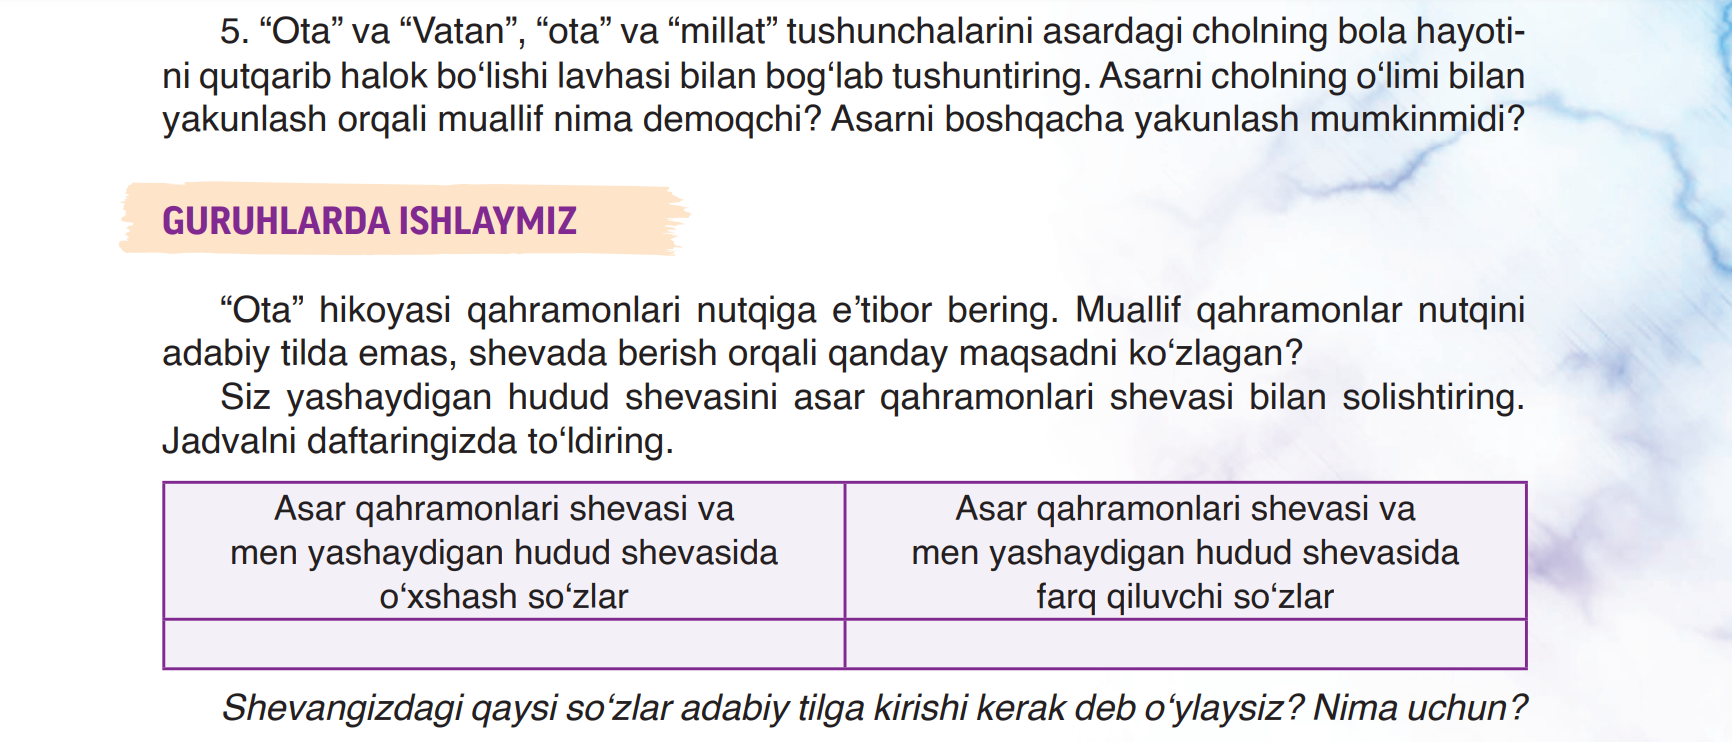 5. “Ota” va “Vatan”, “ota” va “millat” tushunchalarini asardagi cholning bola hayoti-
ni qutqarib halok bo‘lishi lavhasi bilan bog‘lab tushuntiring. Asarni cholning o‘limi bilan
yakunlash orqali muallif nima demoqchi? Asarni boshqacha yakunlash mumkinmidi?
GURUHLARDA ISHLAYMIZ
“Ota” hikoyasi qahramonlari nutqiga e’tibor bering. Muallif qahramonlar nutqini
adabiy tilda emas, shevada berish orqali qanday maqsadni ko‘zlagan?
Siz yashaydigan hudud shevasini asar qahramonlari shevasi bilan solishtiring.
Jadvalni daftaringizda to‘ldiring.
Asar qahramonlari shevasi va
men yashaydigan hudud shevasida
o‘xshash so‘zlar
Asar qahramonlari shevasi va
men yashaydigan hudud shevasida
farq qiluvchi so‘zlar
Shevangizdagi qaysi so‘zlar adabiy tilga kirishi kerak deb o‘ylaysiz? Nima uchun?